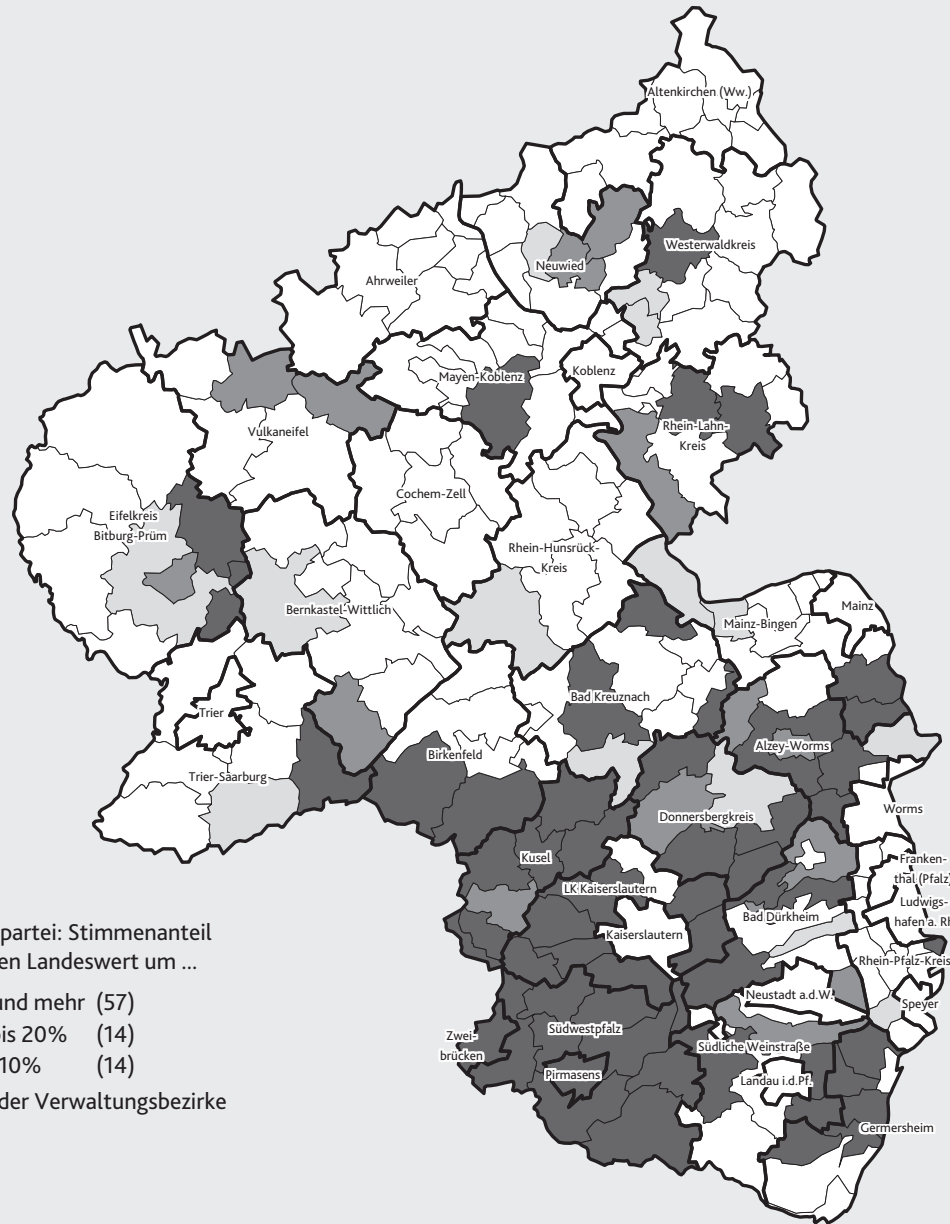 Altenkirchen (Ww.)
Westerwaldkreis
Neuwied
Ahrweiler
Koblenz
Mayen-Koblenz
Rhein-Lahn-
Kreis
Vulkaneifel
Cochem-Zell
Eifelkreis
Bitburg-Prüm
Rhein-Hunsrück-
Kreis
Bernkastel-Wittlich
Mainz
Mainz-Bingen
Bad Kreuznach
Trier
Alzey-Worms
Birkenfeld
Trier-Saarburg
Worms
Donnersbergkreis
Kusel
Franken-
thal (Pfalz)
LK Kaiserslautern
Ludwigs-
hafen a. Rh
Bad Dürkheim
Kaiserslautern
Rhein-Pfalz-Kreis
Neustadt a.d.W.
Speyer
Südwestpfalz
Zwei-
brücken
Südliche Weinstraße
Pirmasens
Landau i.d.Pf.
Germersheim
partei: Stimmenanteil
en Landeswert um ...
und mehr (57)
bis 20% (14)
10% (14)
der Verwaltungsbezirke